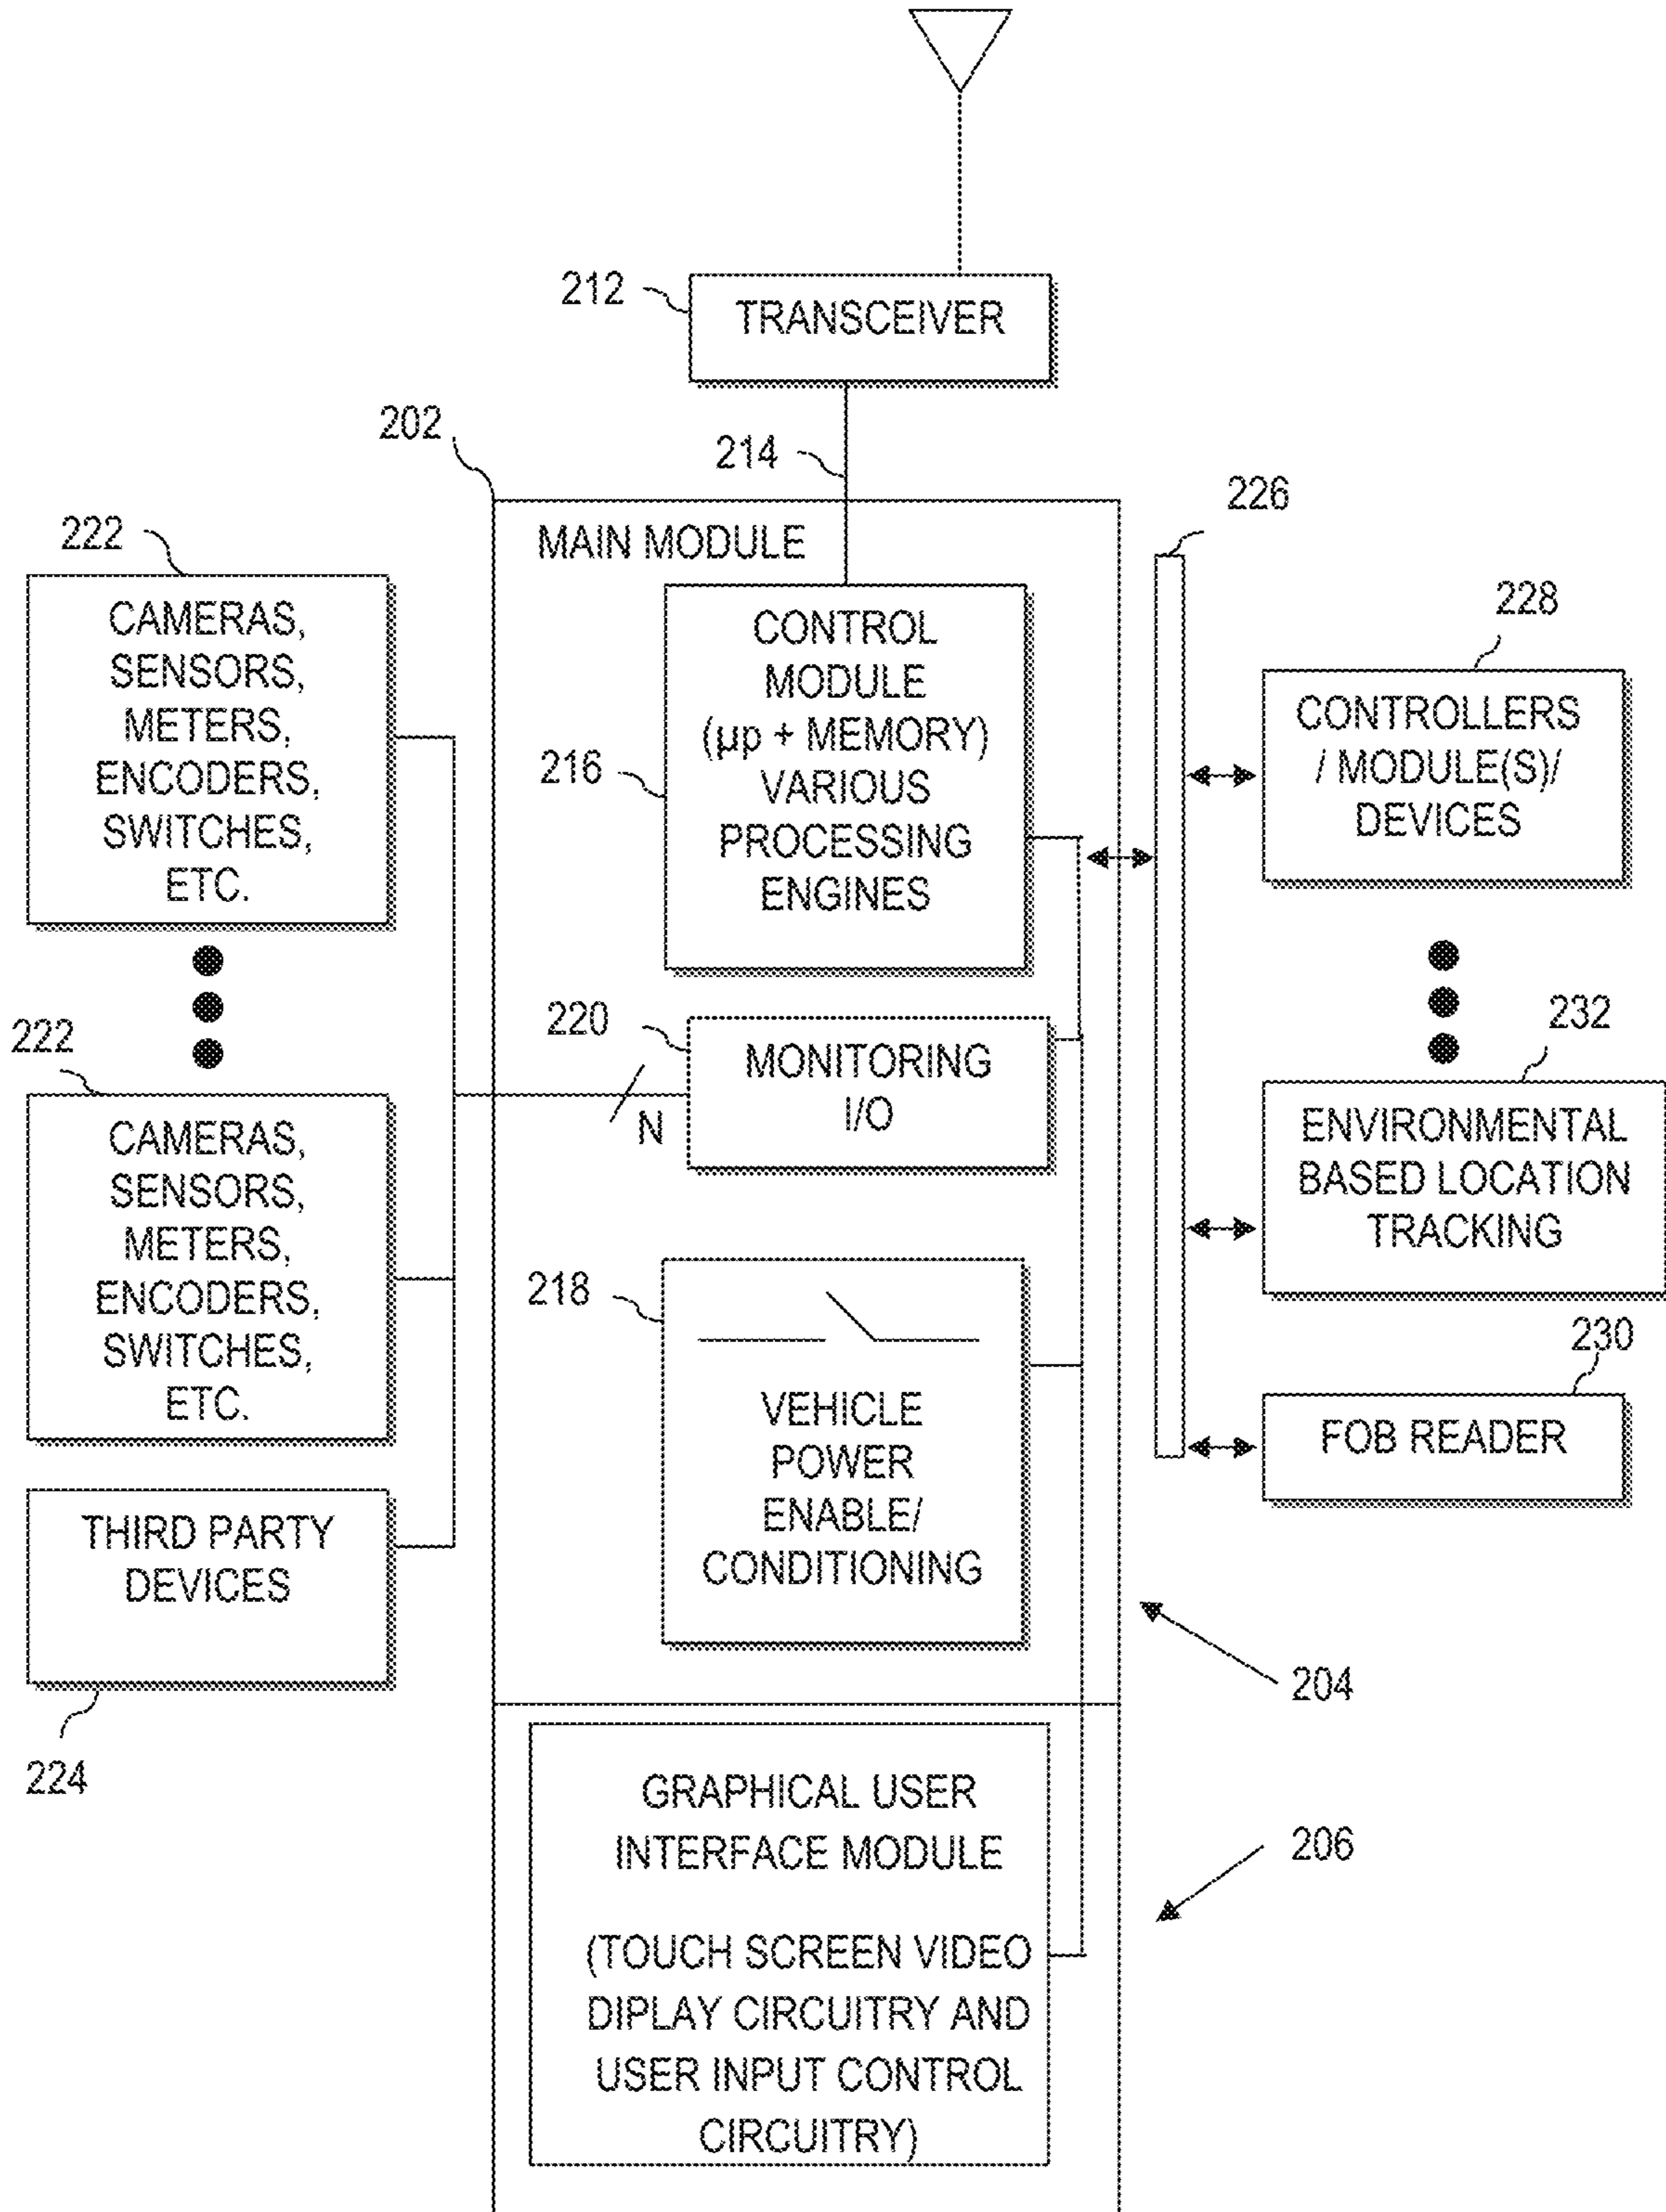 212
TRANSCEIVER
202
214
226
222
MAIN MODULE
CAMERAS,
SENSORS,
METERS,
ENCODERS,
SWITCHES,
ETC.
216
CONTROL
MODULE
(µp + MEMORY)
VARIOUS
PROCESSING
ENGINES
228
CONTROLLERS
/ MODULE(S)/
DEVICES
222
CAMERAS,
SENSORS,
METERS,
ENCODERS,
SWITCHES,
ETC.
220
MONITORING
I/O
N
232
ENVIRONMENTAL
BASED LOCATION
TRACKING
218
VEHICLE
POWER
ENABLE/
CONDITIONING
230
FOB READER
THIRD PARTY
DEVICES
224
204
GRAPHICAL USER
INTERFACE MODULE
(TOUCH SCREEN VIDEO
DIPLAY CIRCUITRY AND
USER INPUT CONTROL
CIRCUITRY)
206